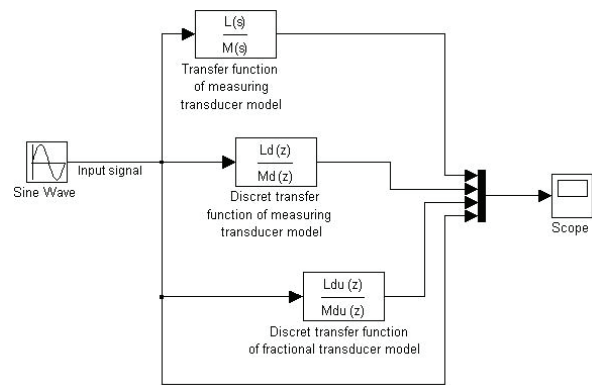 L(s)
M(s)
Transfer function
of measuring
transducer model
Sine Wave
Input signal
Ld (z)
Md (z)
Discret transfer
function of measuring
transducer model
Scope
Ldu (z)
Mdu (z)
Discret transfer function
of fractional transducer model